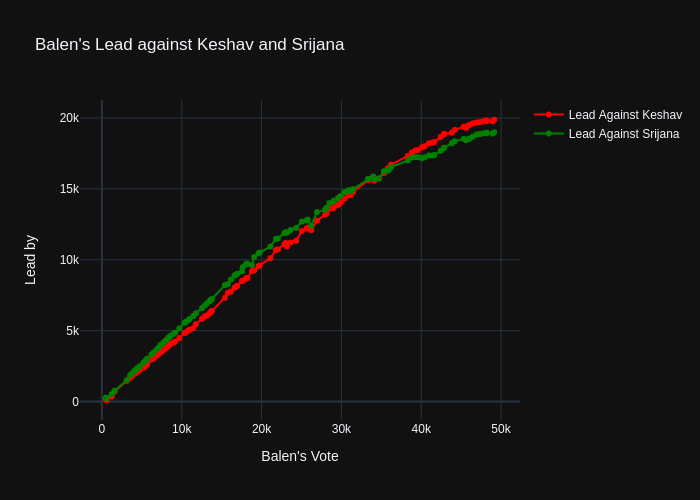 Balen's Lead against Keshav and Srijana
Lead Against Keshav
Lead Against Srijana
20k
15k
10k
5k
0
Lead by
0 10k 20k 30k 40k 50k
Balen's Vote